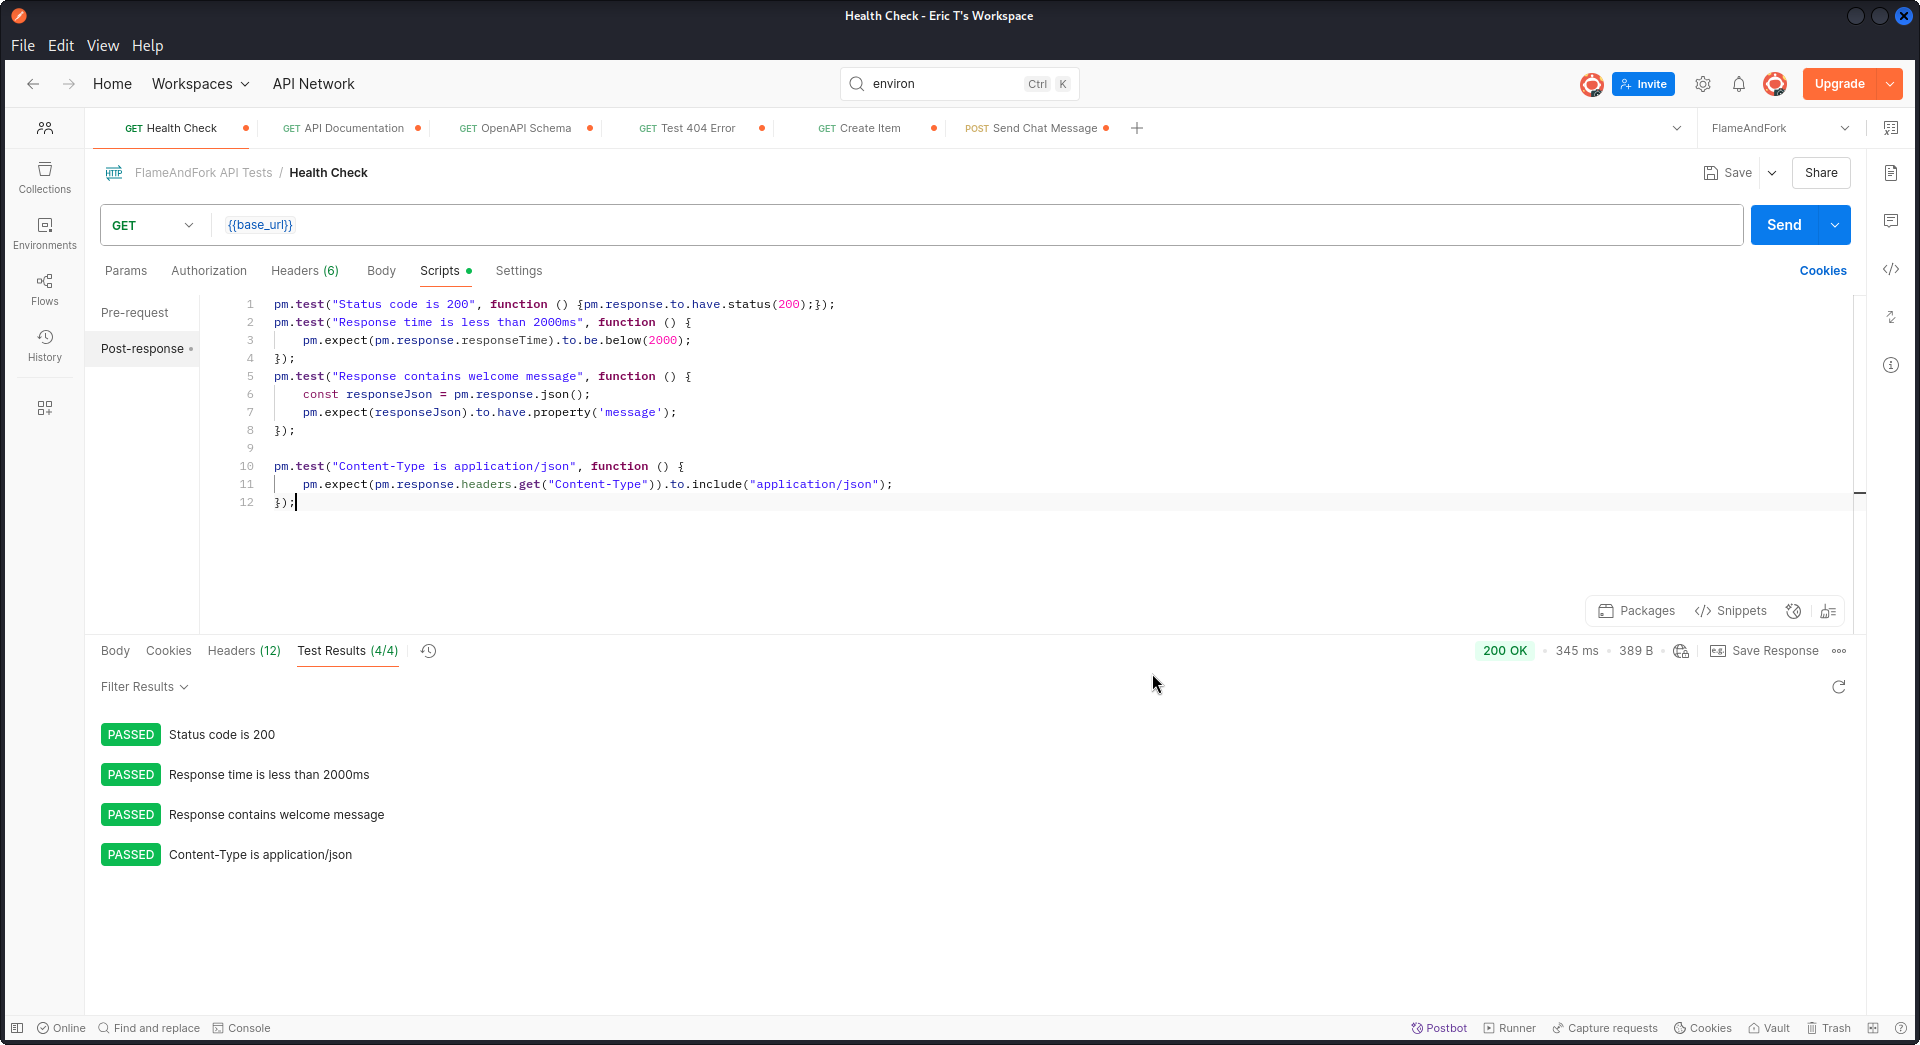 Health Check - Eric T's Workspace
File Edit View Help
Home Workspaces API Network
environ Ctrl K
Invite
Upgrade
GET Health Check GET API Documentation GET OpenAPI Schema GET Test 404 Error GET Create Item POST Send Chat Message
FlameAndFork
HTTP FlameAndFork API Tests / Health Check
Save Share
Collections
Environments
Flows
History
GET {{base_url}} Send
Params Authorization Headers (6) Body Scripts Settings Cookies
Pre-request
Post-response
1 pm.test("Status code is 200", function () {pm.response.to.have.status(200);});
2 pm.test("Response time is less than 2000ms", function () {
3 pm.expect(pm.response.responseTime).to.be.below(2000);
4 });
5 pm.test("Response contains welcome message", function () {
6 const responseJson = pm.response.json();
7 pm.expect(responseJson).to.have.property('message');
8 });
9
10 pm.test("Content-Type is application/json", function () {
11 pm.expect(pm.response.headers.get("Content-Type")).to.include("application/json");
12 });
Packages </> Snippets
Body Cookies Headers (12) Test Results (4/4)
200 OK • 345 ms • 389 B • e.g. Save Response
Filter Results
PASSED Status code is 200
PASSED Response time is less than 2000ms
PASSED Response contains welcome message
PASSED Content-Type is application/json
Online Find and replace Console
Postbot Runner Capture requests Cookies Vault Trash